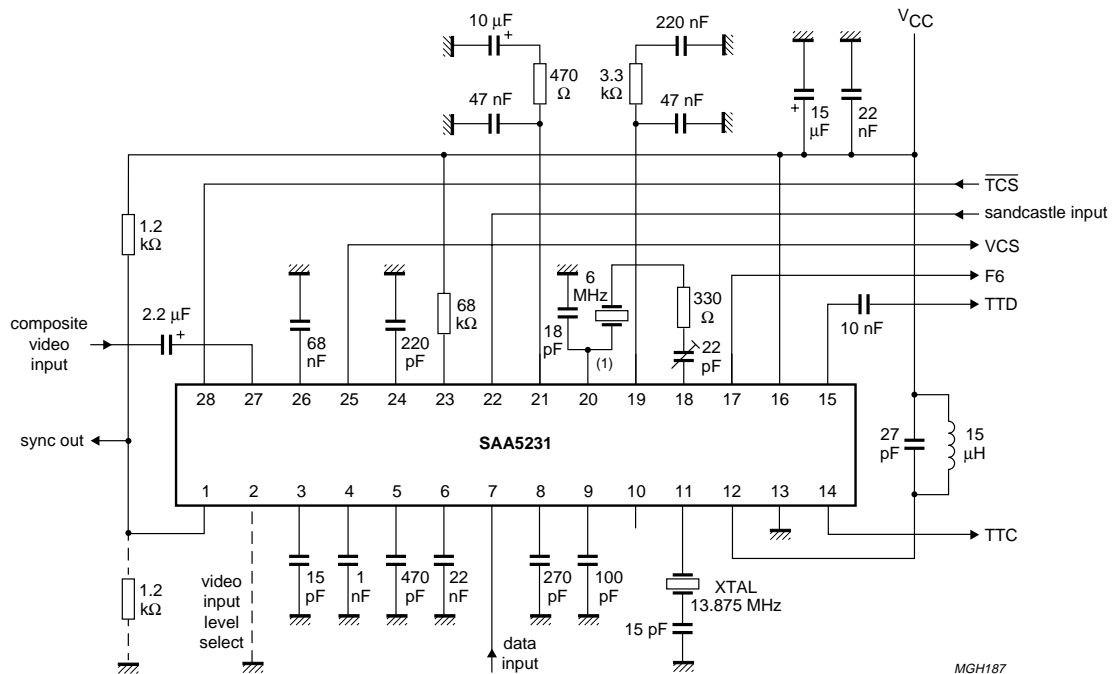 VCC
10 μF
+
470
Ω
47 nF
220 nF
3.3
kΩ
47 nF
+
15
μF
22
nF
TCS
sandcastle input
VCS
F6
TTD
10 nF
1.2
kΩ
composite
video
input
2.2 μF
+
68
nF
220
pF
68
kΩ
18
pF
6
MHz
(1)
330
Ω
22
pF
28 27 26 25 24 23 22 21 20 19 18 17 16 15
sync out
SAA5231
27
pF
15
μH
1 2 3 4 5 6 7 8 9 10 11 12 13 14
TTC
1.2
kΩ
video
input
level
select
15
pF
1
nF
470
pF
22
nF
data
input
270
pF
100
pF
XTAL
13.875 MHz
15 pF
MGH187